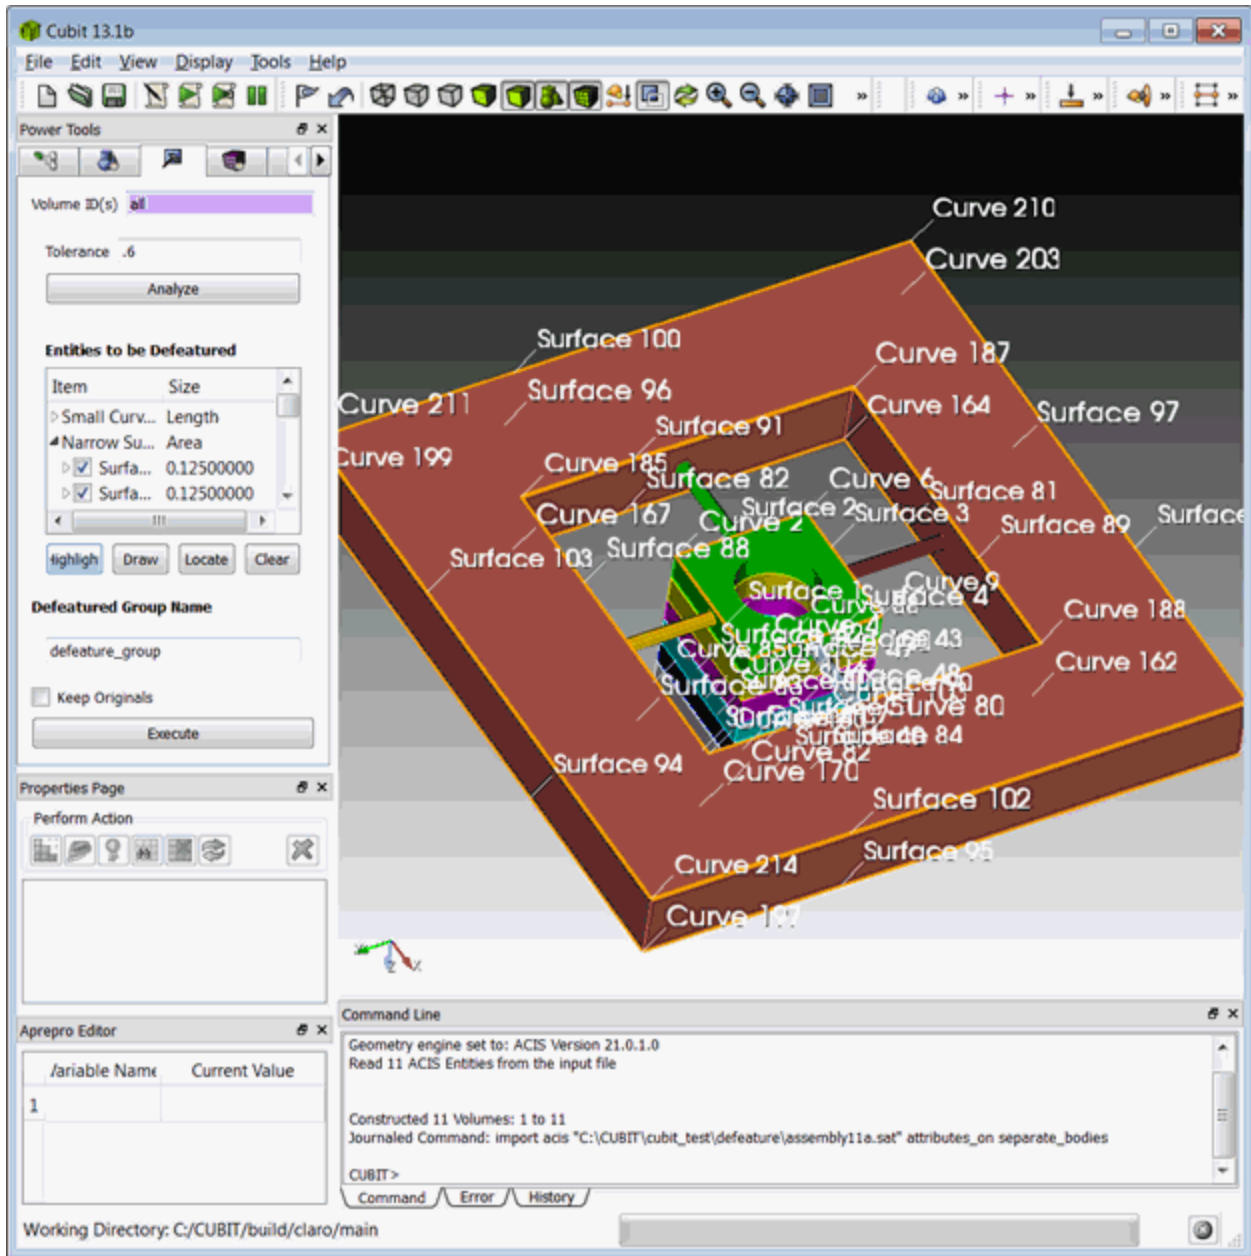 Cubit 13.1b
File Edit View Display Tools Help
Power Tools
Volume ID(s) all
Tolerance .6
Analyze
Entities to be Defeatured
Item Size
Small Curv... Length
Narrow Su... Area
Surfa... 0.12500000
Surfa... 0.12500000
Highligh Draw Locate Clear
Defeatured Group Name
defeature_group
Keep Originals
Execute
Properties Page
Perform Action
Aprepro Editor
Variable Name Current Value
1
Curve 210
Curve 203
Surface 100
Curve 187
Surface 96
Curve 211
Curve 164
Surface 97
Surface 91
Curve 199
Curve 185
Surface 82
Curve 6
Surface 81
Curve 167
Curve 2
Surface 2
Surface 3
Surface 89
Surface
Surface 88
Surface 103
Curve 9
Surface 1
Surface 4
Curve 188
Curve 4
43
Curve 162
Curve 80
84
Surface 94
Curve 82
Curve 170
Surface 102
Surface 95
Curve 214
Curve 197
Z X
Command Line
Geometry engine set to: ACIS Version 21.0.1.0
Read 11 ACIS Entities from the input file
Constructed 11 Volumes: 1 to 11
Journaled Command: import acis "C:\CUBIT\cubit_test\defeature\assembly11a.sat" attributes_on separate_bodies
CUBIT>
Command Error History
Working Directory: C:/CUBIT/build/claro/main